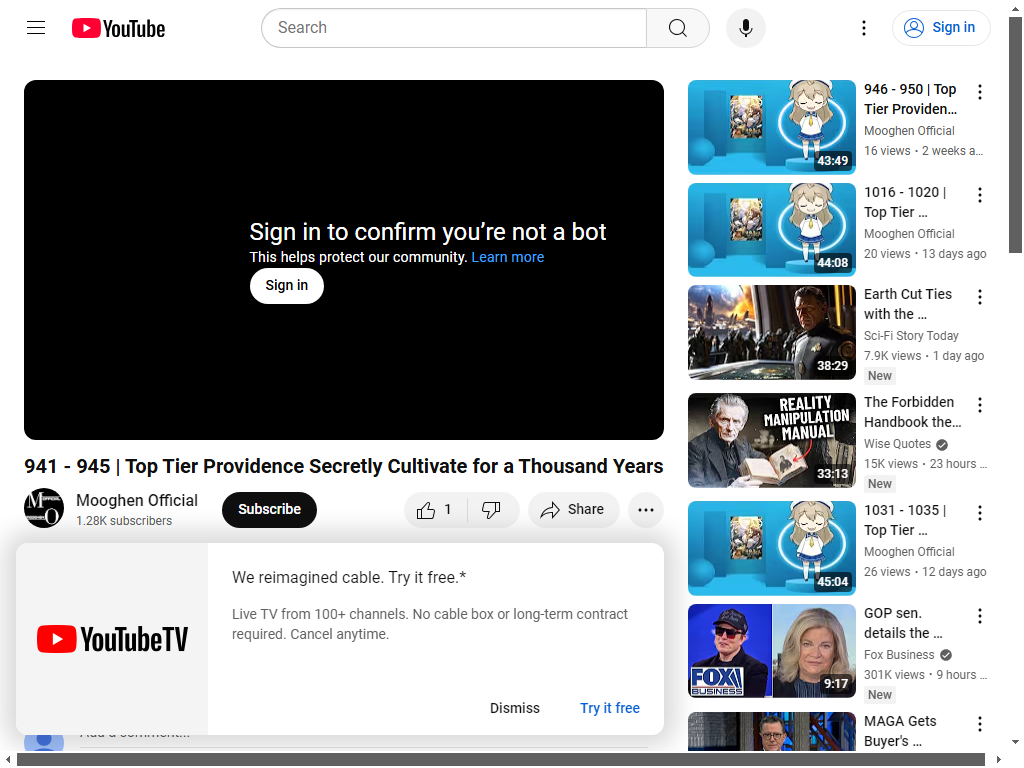 YouTube
Search
Sign in
Sign in to confirm you’re not a bot
This helps protect our community. Learn more
Sign in
941 - 945 | Top Tier Providence Secretly Cultivate for a Thousand Years
Mooghen Official
1.28K subscribers
Subscribe
1
Share
We reimagined cable. Try it free.*
Live TV from 100+ channels. No cable box or long-term contract
required. Cancel anytime.
YouTubeTV
Dismiss
Try it free
Add a comment...
43:49
946 - 950 | Top
Tier Providen...
Mooghen Official
16 views • 2 weeks a...
44:08
1016 - 1020 |
Top Tier ...
Mooghen Official
20 views • 13 days ago
38:29
Earth Cut Ties
with the ...
Sci-Fi Story Today
7.9K views • 1 day ago
New
REALITY
MANIPULATION
MANUAL
33:13
The Forbidden
Handbook the...
Wise Quotes
15K views • 23 hours ...
New
45:04
1031 - 1035 |
Top Tier ...
Mooghen Official
26 views • 12 days ago
FOX
BUSINESS
9:17
GOP sen.
details the ...
Fox Business
301K views • 9 hours ...
New
MAGA Gets
Buyer's ...